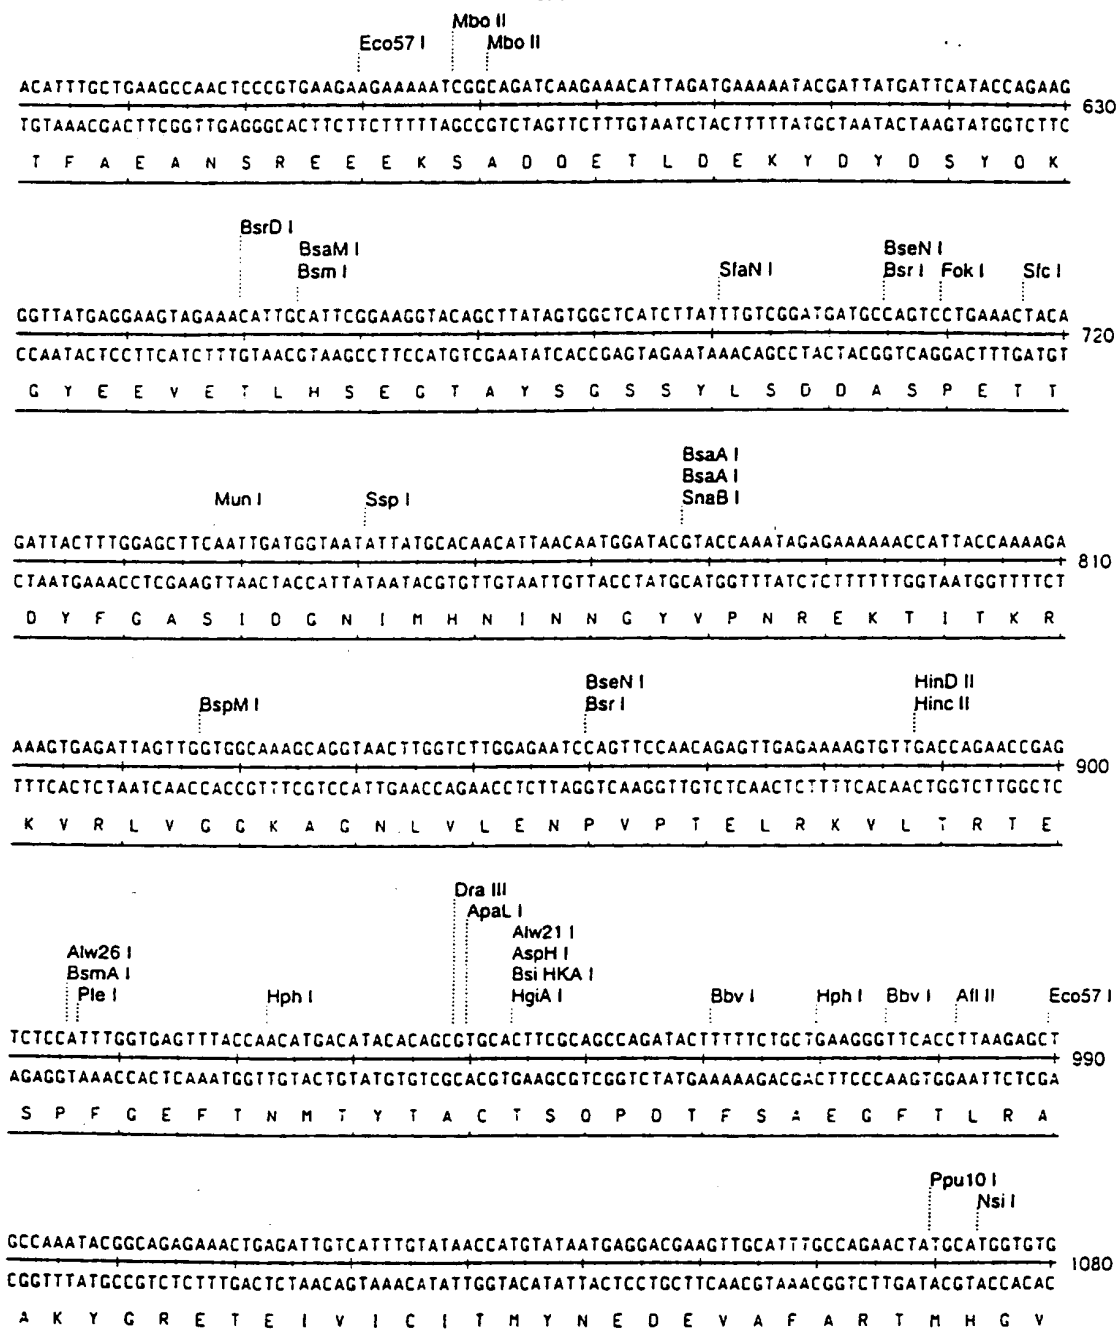 Mbo II
Eco57 I Mbo II
ACATTTGCTGAAGCCAACTCCCGTGAAGAAGAAAAATCGGCAGATCAAGAAACATTAGATGAAAAATACGATTATGATTCATACCAGAAG
630
TGTAAACGACTTCGGTTGAGGGCACTTCTTCTTTTTAGCCGTCTAGTTCTTTGTAATCTACTTTTTATGCTAATACTAAGTATGGTCTTC
T F A E A N S R E E E K S A D Q E T L D E K Y D Y D S Y Q K
BsrD I
BsaM I BseN I
Bsm I SfaN I Bsr I Fok I Sfc I
GGTTATGAGGAAGTAGAAACATTGCATTCGGAAGGTACAGCTTATAGTGGCTCATCTTATTTGTCGGATGATGCCAGTCCTGAAACTACA
720
CCAATACTCCTTCATCTTTGTAACGTAAGCCTTCCATGTCGAATATCACCGAGTAGAATAAACAGCCTACTACGGTCAGGACTTTGATGT
G Y E E V E T L H S E G T A Y S G S S Y L S D D A S P E T T
BsaA I
BsaA I
Mun I Ssp I SnaB I
GATTACTTTGGAGCTTCAATTGATGGTAATATTATGCACAACATTAACAATGGATACGTACCAAATAGAGAAAAAACCATTACCAAAAGA
810
CTAATGAAACCTCGAAGTTAACTACCATTATAATACGTGTTGTAATTGTTACCTATGCATGGTTTATCTCTTTTTTGGTAATGGTTTTCT
D Y F G A S I D G N I M H N I N N G Y V P N R E K T I T K R
BseN I HinD II
BspM I Bsr I Hinc II
AAAGTGAGATTAGTTGGTGGCAAAGCAGGTAACTTGGTCTTGGAGAATCCAGTTCCAACAGAGTTGAGAAAAGTGTTGACCAGAACCGAG
900
TTTCACTCTAATCAACCACCGTTTCGTCCATTGAACCAGAACCTCTTAGGTCAAGGTTGTCTCAACTCTTTTCACAACTGGTCTTGGCTC
K V R L V G G K A G N L V L E N P V P T E L R K V L T R T E
Dra III
ApaL I
Alw21 I
Alw26 I AspH I
BsmA I Bsi HKA I
Ple I Hph I HgiA I Bbv I Hph I Bbv I Afl II Eco57 I
TCTCCATTTGGTGAGTTTACCAACATGACATACACAGCGTGCACTTCGCAGCCAGATACTTTTTCTGCTGAAGGGTTCACCTTAAGAGCT
990
AGAGGTAAACCACTCAAATGGTTGTACTGTATGTGTCGCACGTGAAGCGTCGGTCTATGAAAAAGACGACTTCCCAAGTGGAATTCTCGA
S P F G E F T N M T Y T A C T S Q P D T F S A E G F T L R A
Ppu10 I
Nsi I
GCCAAATACGGCAGAGAAACTGAGATTGTCATTTGTATAACCATGTATAATGAGGACGAAGTTGCATTTGCCAGAACTATGCATGGTGTG
1080
CGGTTTATGCCGTCTCTTTGACTCTAACAGTAAACATATTGGTACATATTACTCCTGCTTCAACGTAAACGGTCTTGATACGTACCACAC
A K Y G R E T E I V I C I T M Y N E D E V A F A R T M H G V